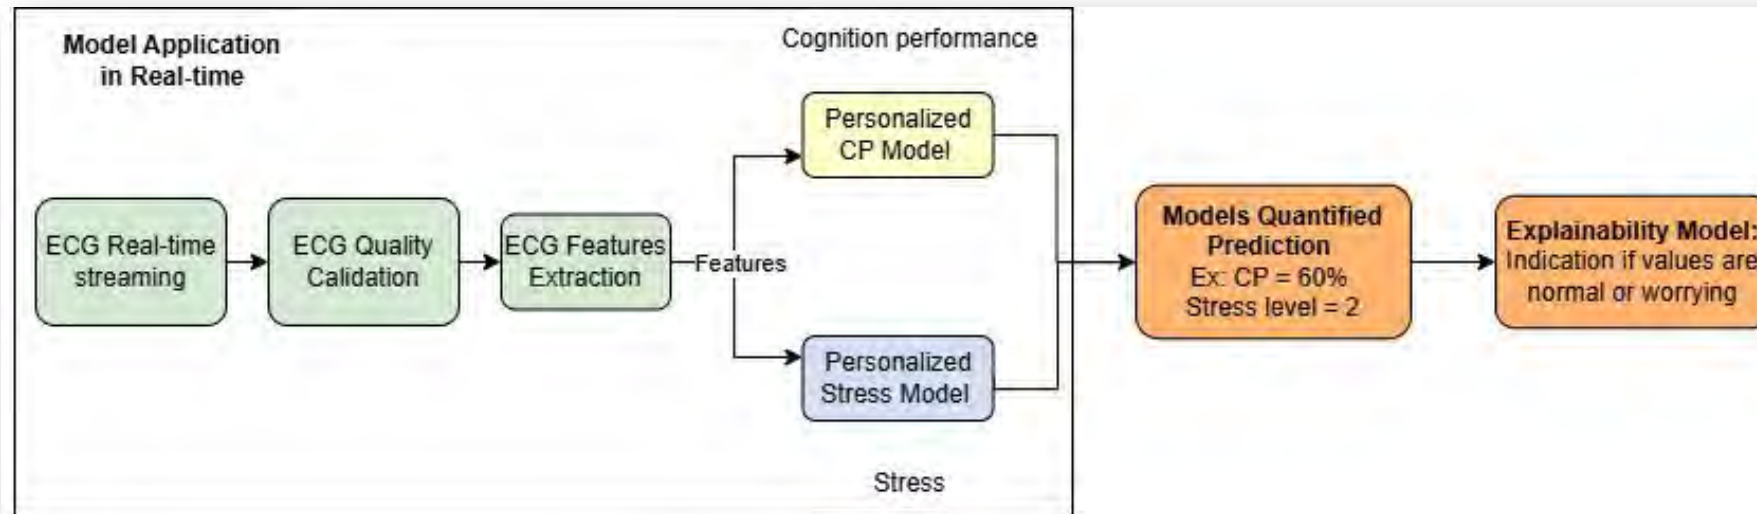 Model Application
in Real-time
Cognition performance
Personalized
CP Model
ECG Real-time
streaming
ECG Quality
Calidation
ECG Features
Extraction
Features
Personalized
Stress Model
Stress
Models Quantified
Prediction
Ex: CP = 60%
Stress level = 2
Explainability Model:
Indication if values are
normal or worrying